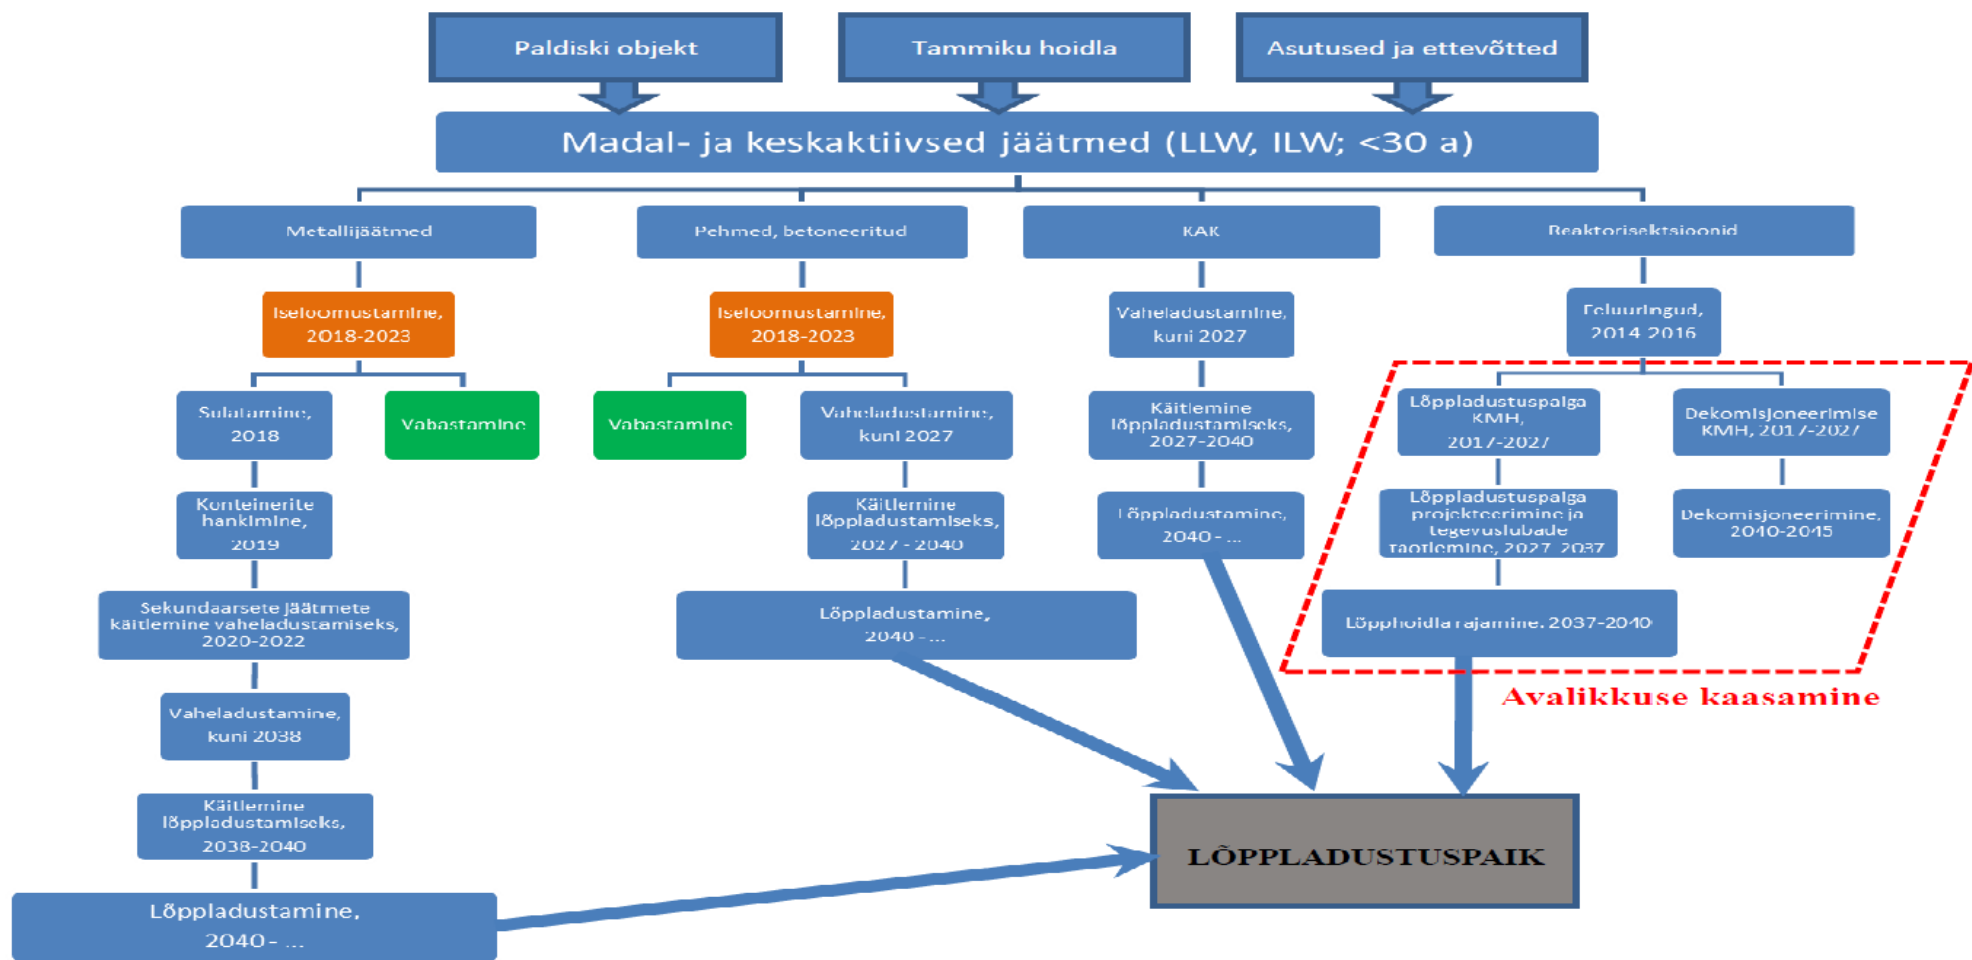 Paldiski objekt
Tammiku hoidla
Asutused ja ettevõtted
Madal- ja keskaktiivsed jäätmed (LLW, ILW; <30 a)
Metallijäätmed
Pehmed, betoneeritud
KAK
Reaktorisektsioonid
Iseloomustamine,
2018-2023
Iseloomustamine,
2018-2023
Vaheladustamine,
kuni 2027
Eeluuringud,
2014-2016
Sulatamine,
2018
Vabastamine
Vabastamine
Vaheladustamine,
kuni 2027
Käitlemine
lõppladustamiseks,
2027-2040
Lõppladustuspaiga
KMH,
2017-2027
Dekomisjoneerimise
KMH, 2017-2027
Konteinerite
hankimine,
2019
Käitlemine
lõppladustamiseks,
2027 - 2040
Lõppladustamine,
2040 - ...
Lõppladustuspaiga
projekteerimine ja
tegevuslubade
taotlemine, 2027-2037
Dekomisjoneerimine,
2040-2045
Sekundaarsete jäätmete
käitlemine vaheladustamiseks,
2020-2022
Lõppladustamine,
2040 - ...
Lõpphoidla rajamine, 2037-2040
Avalikkuse kaasamine
Vaheladustamine,
kuni 2038
Käitlemine
lõppladustamiseks,
2038-2040
LÕPPLADUSTUSPAIK
Lõppladustamine,
2040 - ...